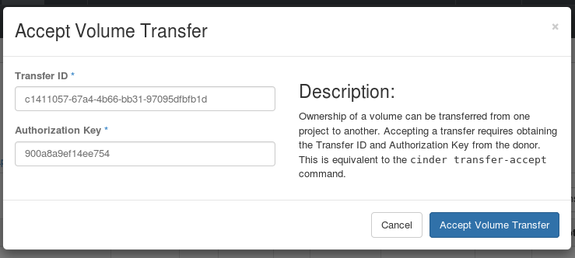 Accept Volume Transfer
×
Transfer ID *
c1411057-67a4-4b66-bb31-97095dfbfb1d
Authorization Key *
900a8a9ef14ee754
Description:
Ownership of a volume can be transferred from one
project to another. Accepting a transfer requires obtaining
the Transfer ID and Authorization Key from the donor.
This is equivalent to the cinder transfer-accept
command.
Cancel
Accept Volume Transfer